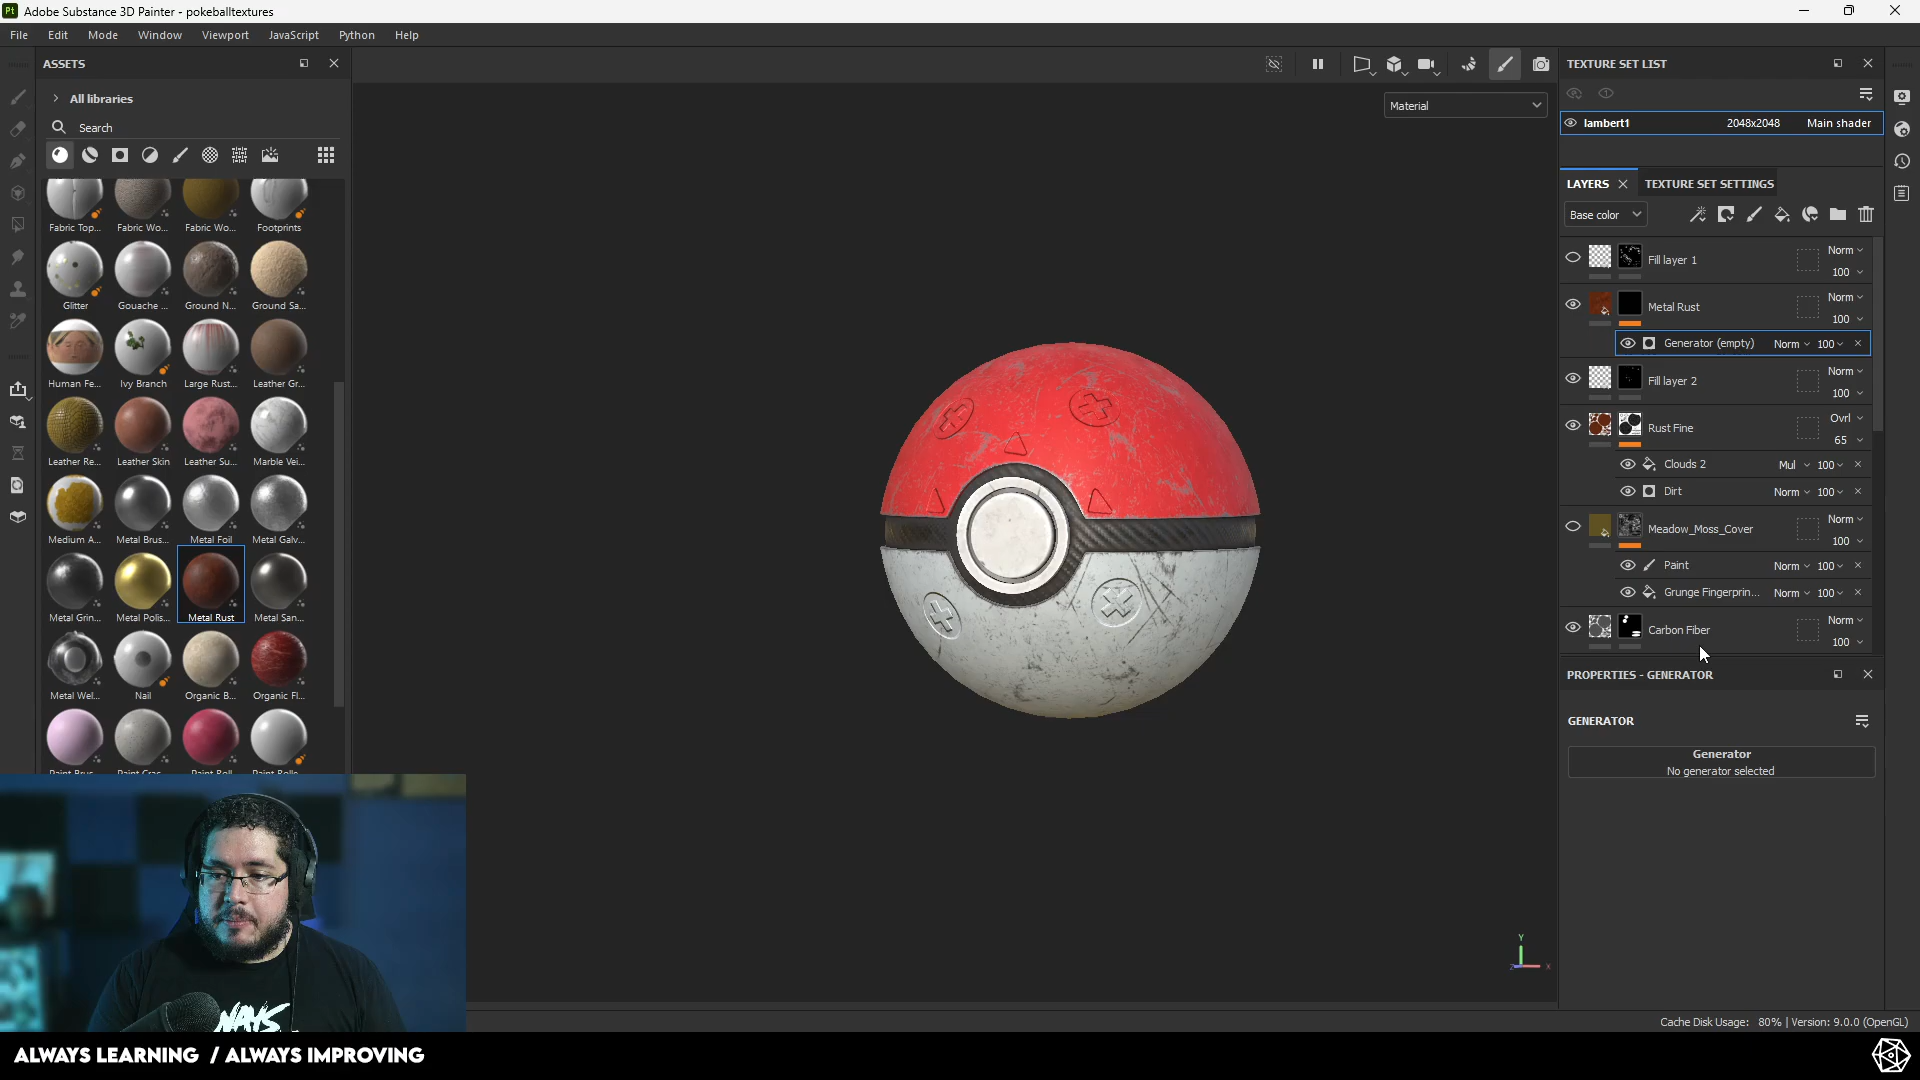 Pt Adobe Substance 3D Painter - pokeballtextures
File Edit Mode Window Viewport JavaScript Python Help
ASSETS
All libraries
Search
Fabric Top... Fabric Wo... Fabric Wo... Footprints
Glitter Gouache ... Ground N... Ground Sa...
Human Fe... Ivy Branch Large Rust... Leather Gr...
Leather Re... Leather Skin Leather Su... Marble Vei...
Medium A... Metal Brus... Metal Foil Metal Galv...
Metal Grin... Metal Polis... Metal Rust Metal San...
Metal Wel... Nail Organic B... Organic Fl...
Material
Y
Z X
TEXTURE SET LIST
lambert1 2048x2048 Main shader
LAYERS TEXTURE SET SETTINGS
Base color
Fill layer 1 Norm
100
Metal Rust Norm
100
Generator (empty) Norm 100
Fill layer 2 Norm
100
Rust Fine Ovrl
65
Clouds 2 Mul 100
Dirt Norm 100
Meadow_Moss_Cover Norm
100
Paint Norm 100
Grunge Fingerprin... Norm 100
Carbon Fiber Norm
100
PROPERTIES - GENERATOR
GENERATOR
Generator
No generator selected
Cache Disk Usage: 80% | Version: 9.0.0 (OpenGL)
ALWAYS LEARNING / ALWAYS IMPROVING